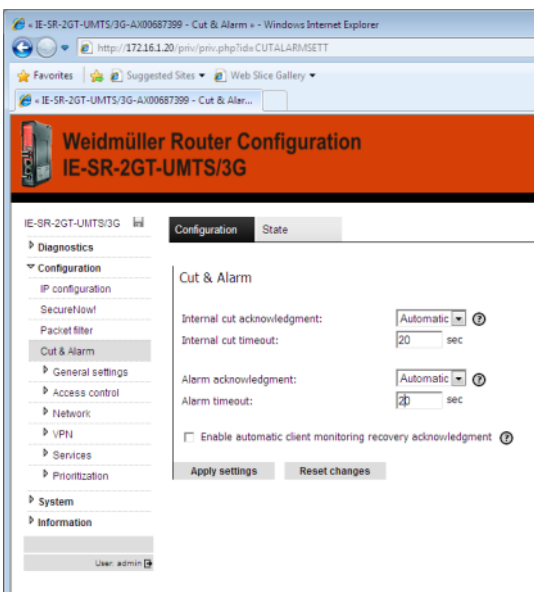 « IE-SR-2GT-UMTS/3G-AX00687399 - Cut & Alarm » - Windows Internet Explorer
http://172.16.1.20/priv/priv.php?id=CUTALARMSETT
Favorites Suggested Sites Web Slice Gallery
« IE-SR-2GT-UMTS/3G-AX00687399 - Cut & Alar...
Weidmüller Router Configuration
IE-SR-2GT-UMTS/3G
IE-SR-2GT-UMTS/3G
Diagnostics
Configuration
IP configuration
SecureNow!
Packet filter
Cut & Alarm
General settings
Access control
Network
VPN
Services
Prioritization
System
Information
User: admin
Configuration State
Cut & Alarm
Internal cut acknowledgment: Automatic ?
Internal cut timeout: 20 sec
Alarm acknowledgment: Automatic ?
Alarm timeout: 20 sec
Enable automatic client monitoring recovery acknowledgment ?
Apply settings Reset changes